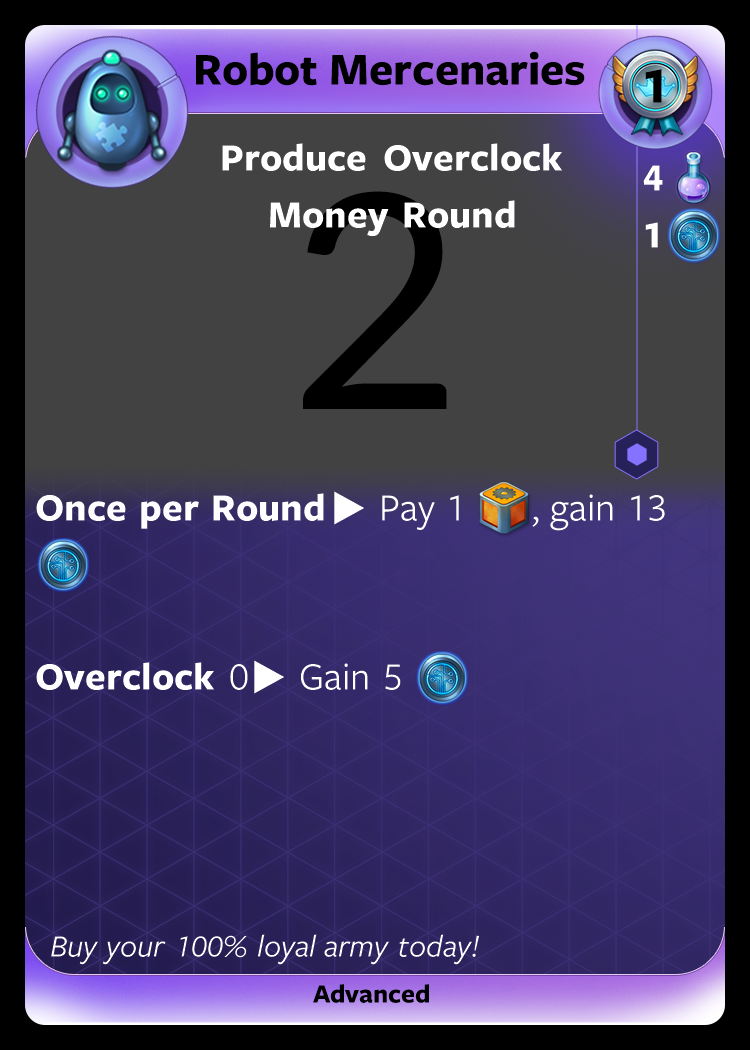 Robot Mercenaries
1
Produce Overclock
Money Round
4
1
2
Once per Round▶ Pay 1 , gain 13
Overclock 0▶ Gain 5
Buy your 100% loyal army today!
Advanced